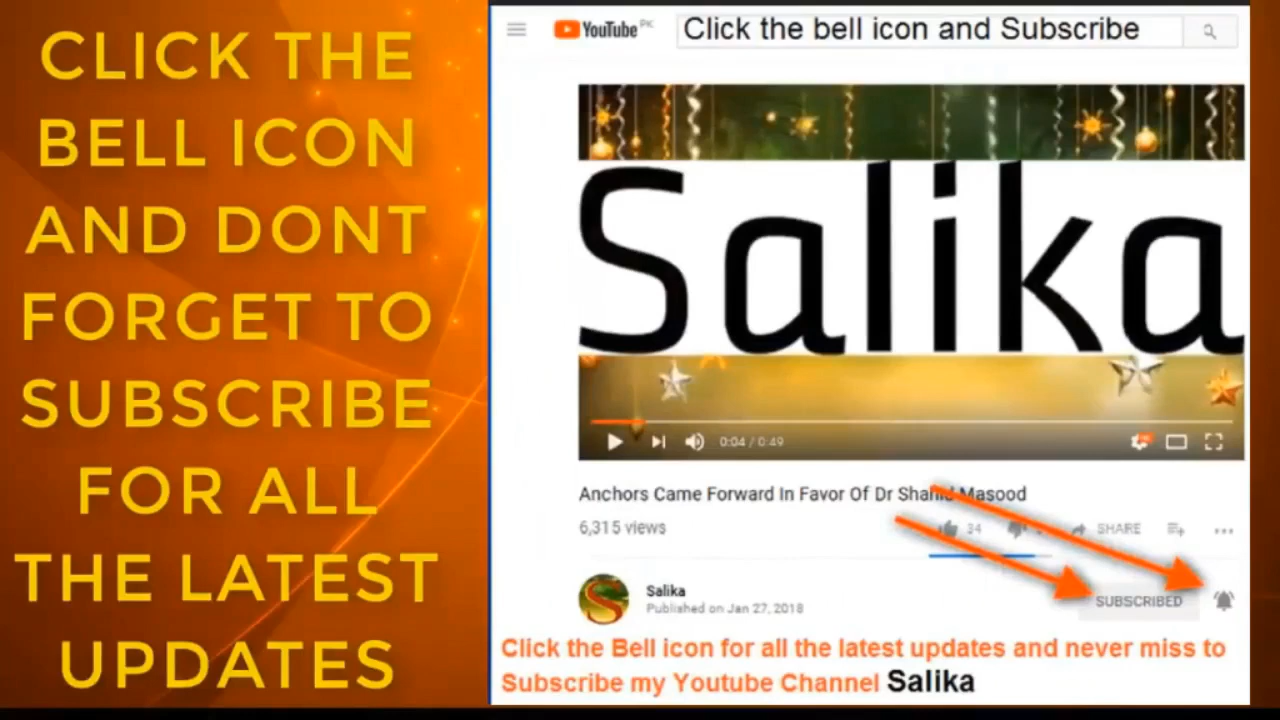 CLICK THE
BELL ICON
AND DONT
FORGET TO
SUBSCRIBE
FOR ALL
THE LATEST
UPDATES
YouTube PK
Click the bell icon and Subscribe
Salika
0:04 / 0:49
Anchors Came Forward In Favor Of Dr Shahid Masood
6,315 views
34
SHARE
Salika
Published on Jan 27, 2018
SUBSCRIBED
Click the Bell icon for all the latest updates and never miss to
Subscribe my Youtube Channel Salika